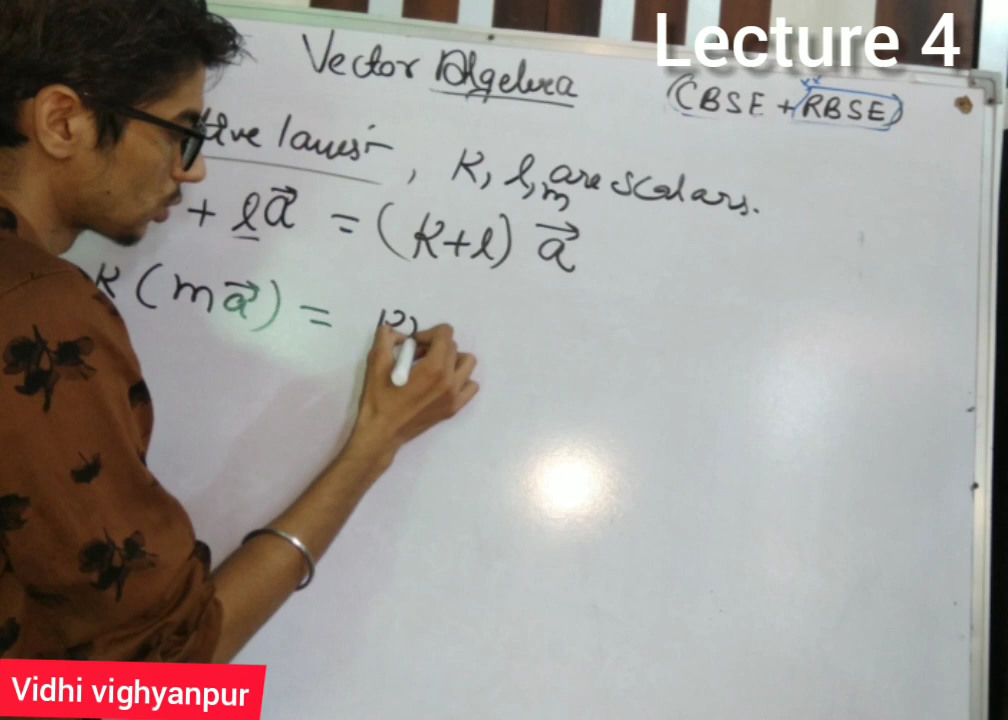 Lecture 4
Vector Algebra
(CBSE + RBSE)
tive laws:- , K, l, m are scalars.
+ la⃗ = (K+l) a⃗
K (ma⃗) = K
Vidhi vighyanpur